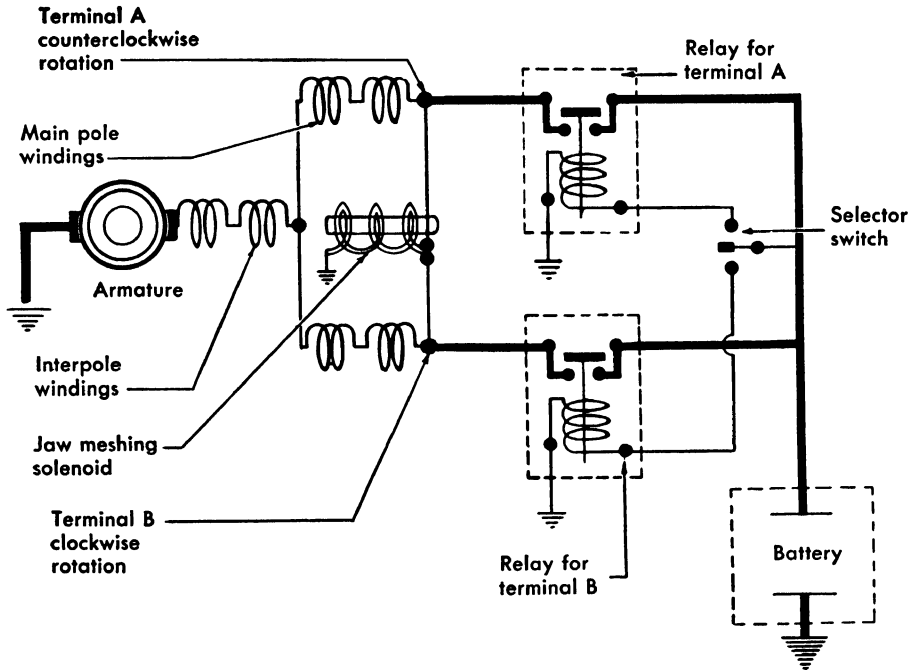 Terminal A
counterclockwise
rotation
Relay for
terminal A
Main pole
windings
Selector
switch
Armature
Interpole
windings
Jaw meshing
solenoid
Terminal B
clockwise
rotation
Relay for
terminal B
Battery